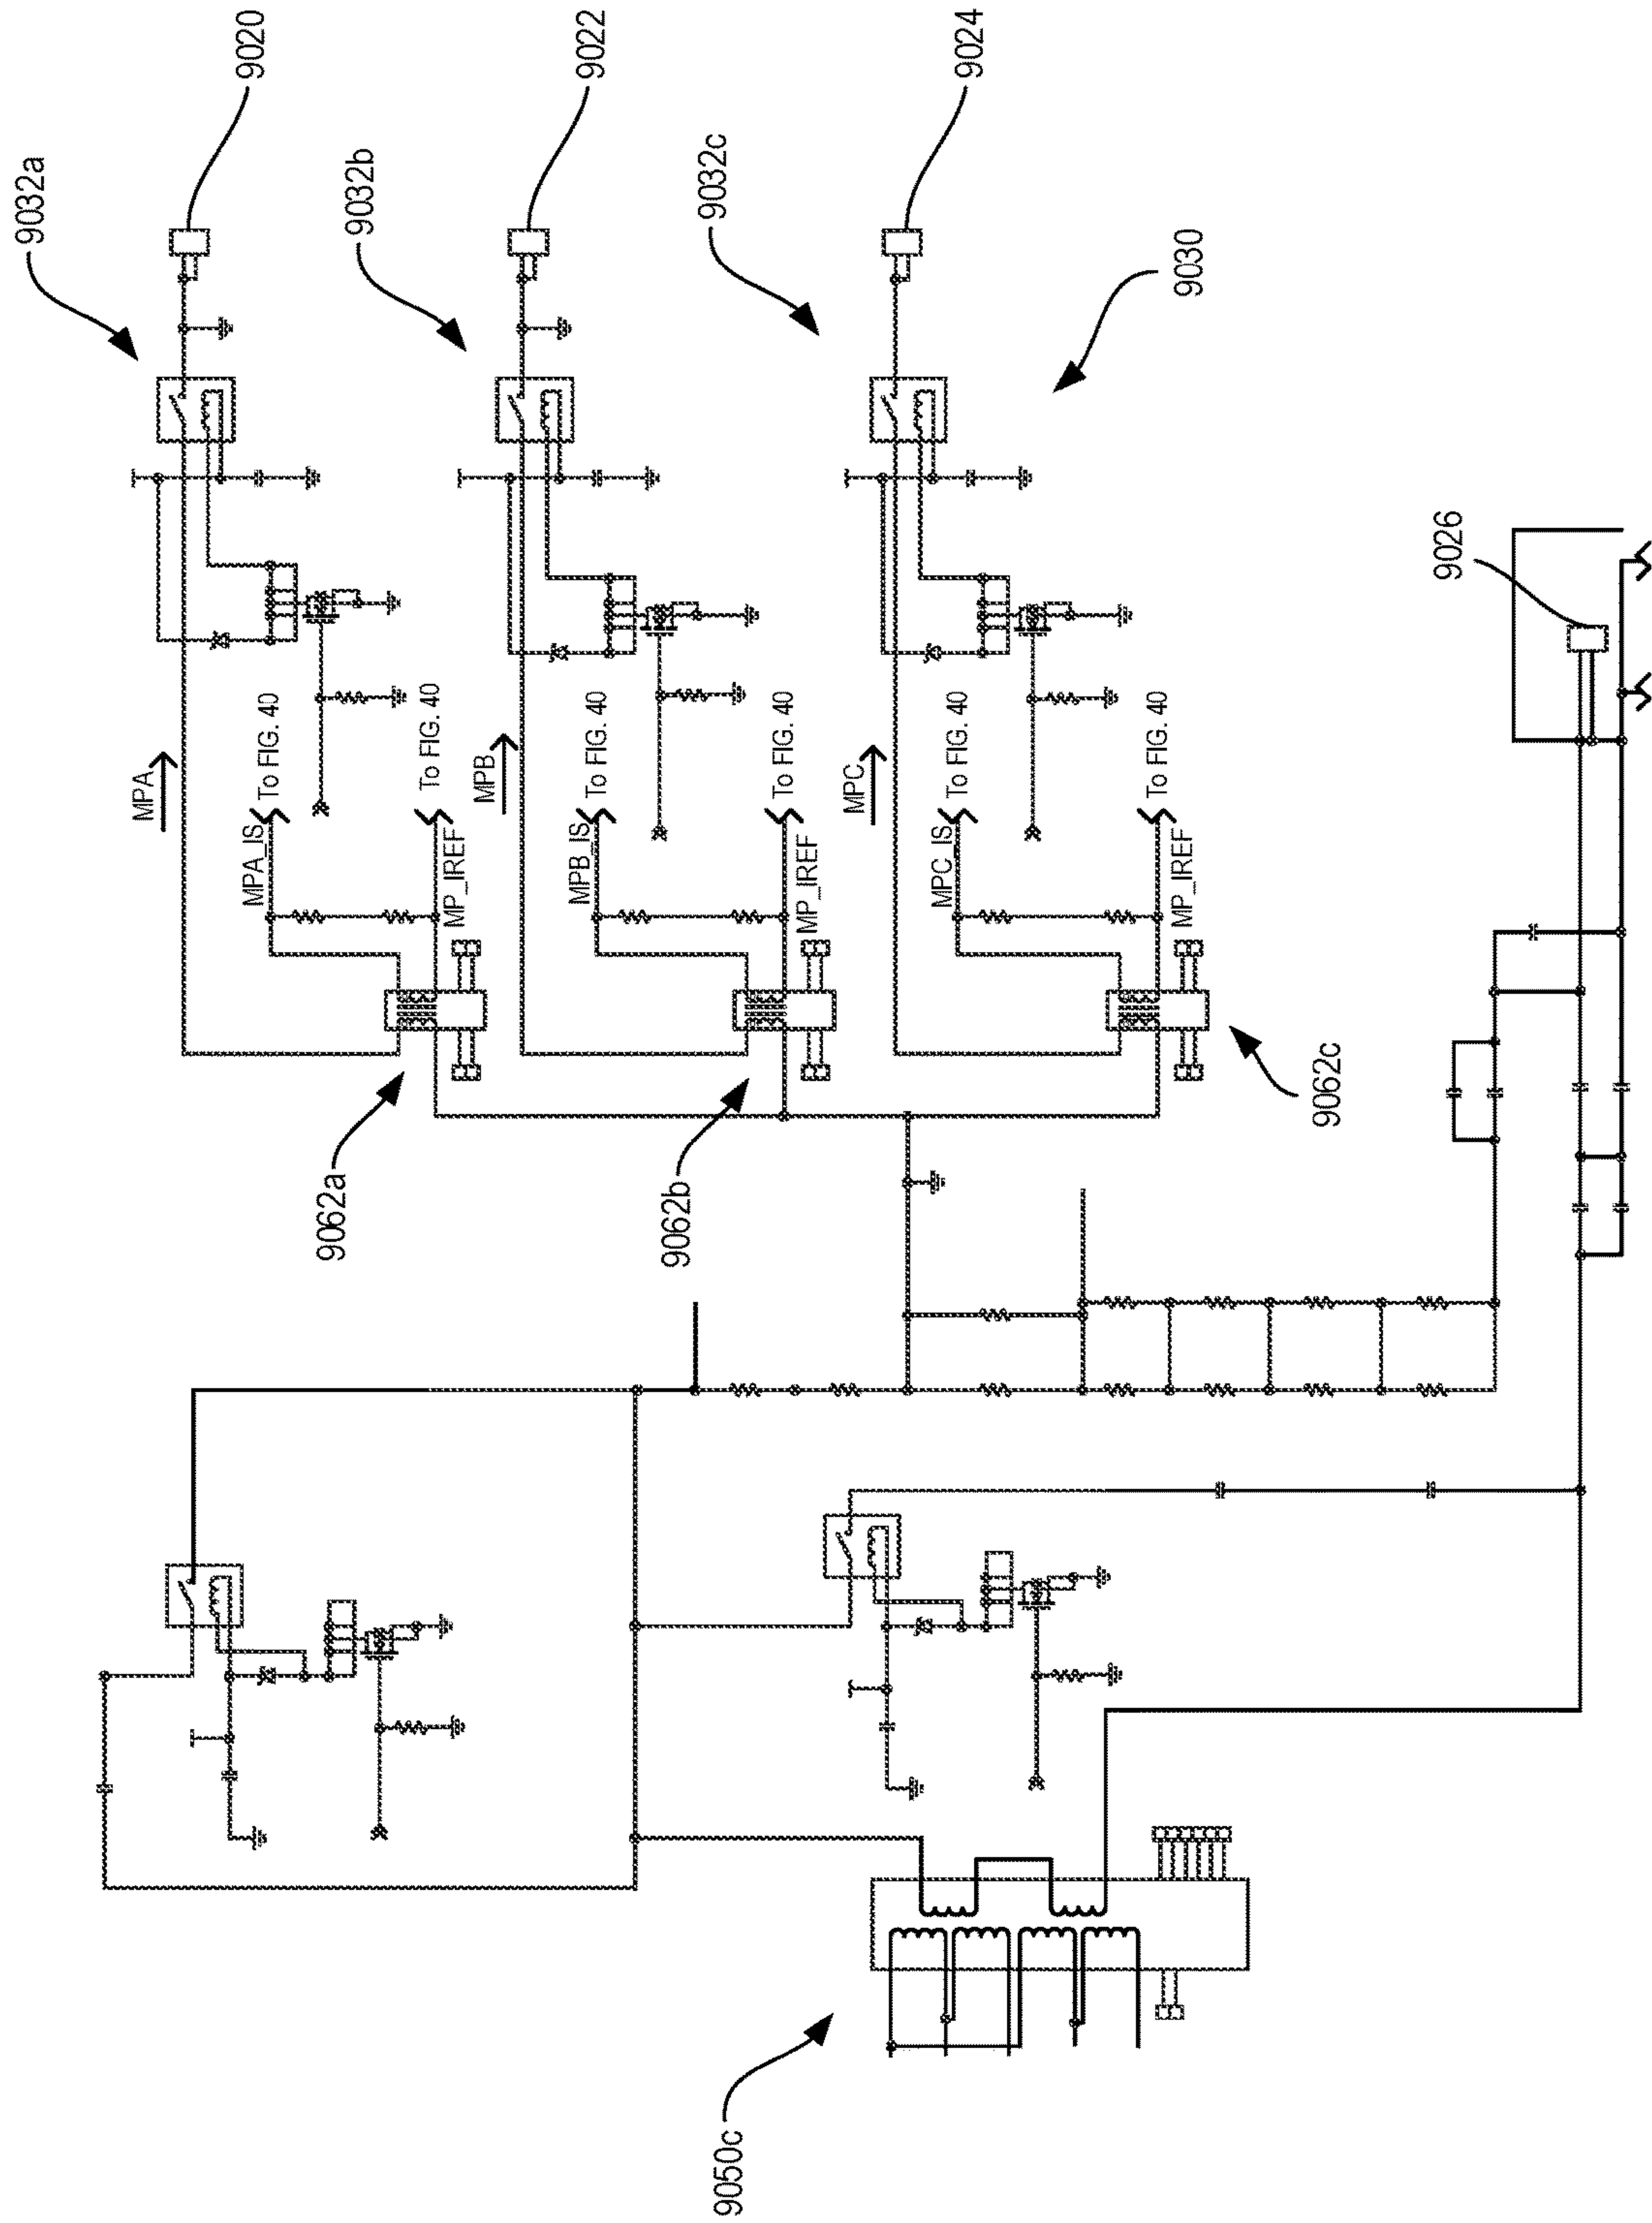 9032a
9020
MPA
MPA_IS
To FIG. 40
To FIG. 40
MP_IREF
9062a
9032b
9022
MPB
MPB_IS
To FIG. 40
To FIG. 40
MP_IREF
9062b
9032c
9024
MPC
MPC_IS
To FIG. 40
To FIG. 40
MP_IREF
9062c
9030
9026
9050c